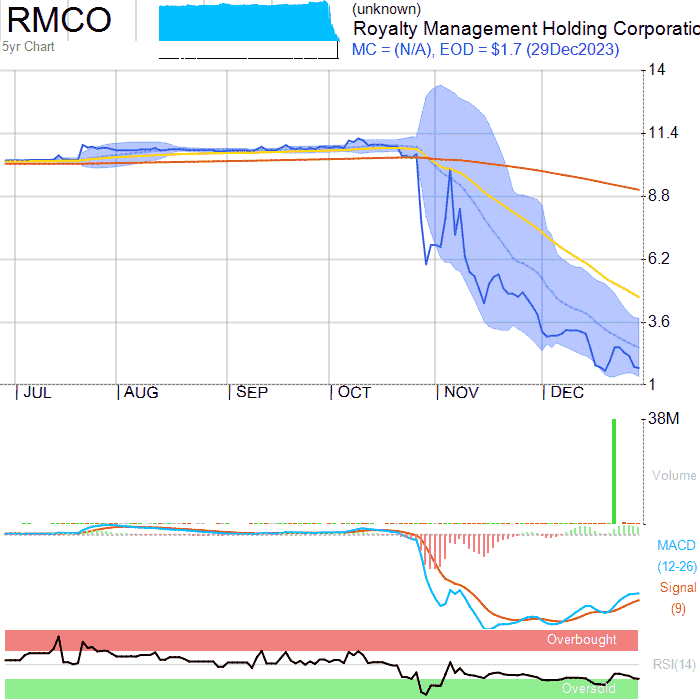 RMCO
5yr Chart
(unknown)
Royalty Management Holding Corporatio
MC = (N/A), EOD = $1.7 (29Dec2023)
14
11.4
8.8
6.2
3.6
1
JUL AUG SEP OCT NOV DEC
38M
Volume
MACD
(12-26)
Signal
(9)
Overbought
RSI(14)
Oversold